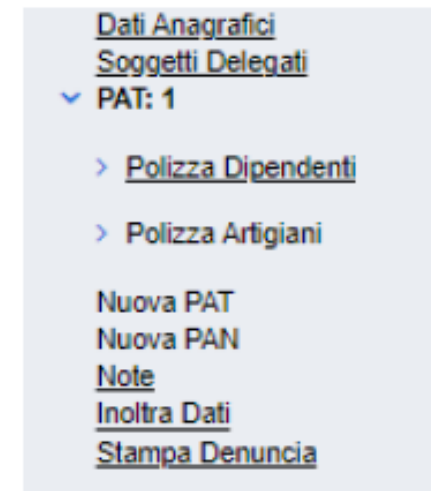 Dati Anagrafici
Soggetti Delegati
PAT: 1
Polizza Dipendenti
Polizza Artigiani
Nuova PAT
Nuova PAN
Note
Inoltra Dati
Stampa Denuncia